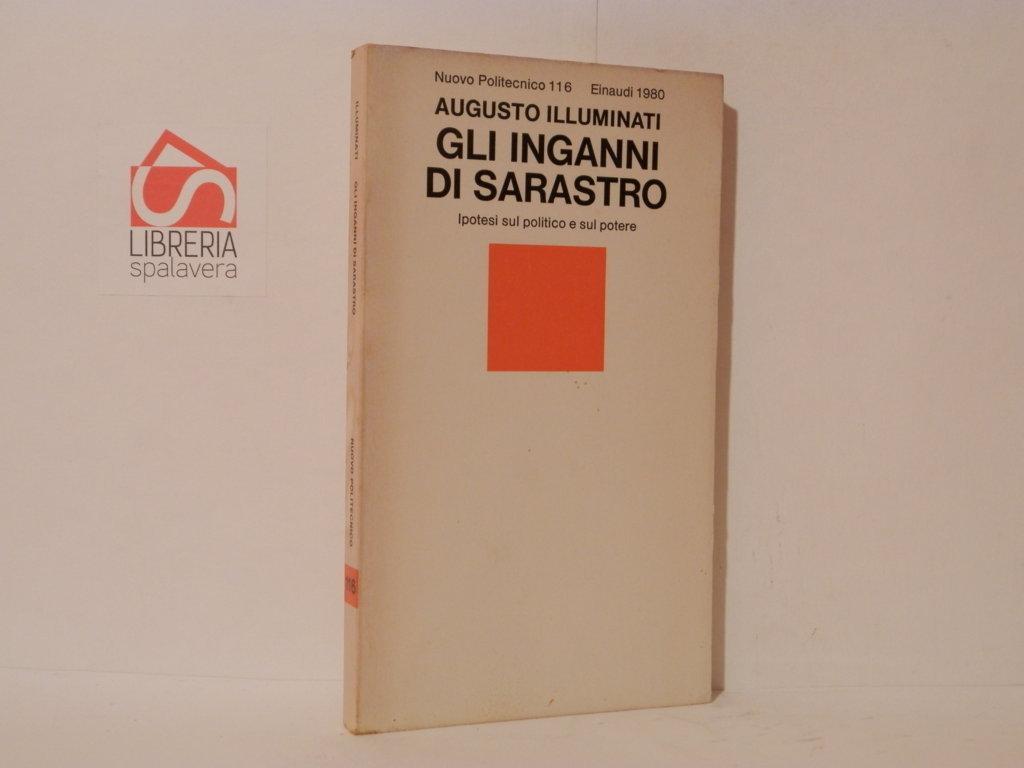 Nuovo Politecnico 116 Einaudi 1980
AUGUSTO ILLUMINATI
GLI INGANNI
DI SARASTRO
Ipotesi sul politico e sul potere
ILLUMINATI GLI INGANNI DI SARASTRO NUOVO POLITECNICO 116
LIBRERIA
spalavera